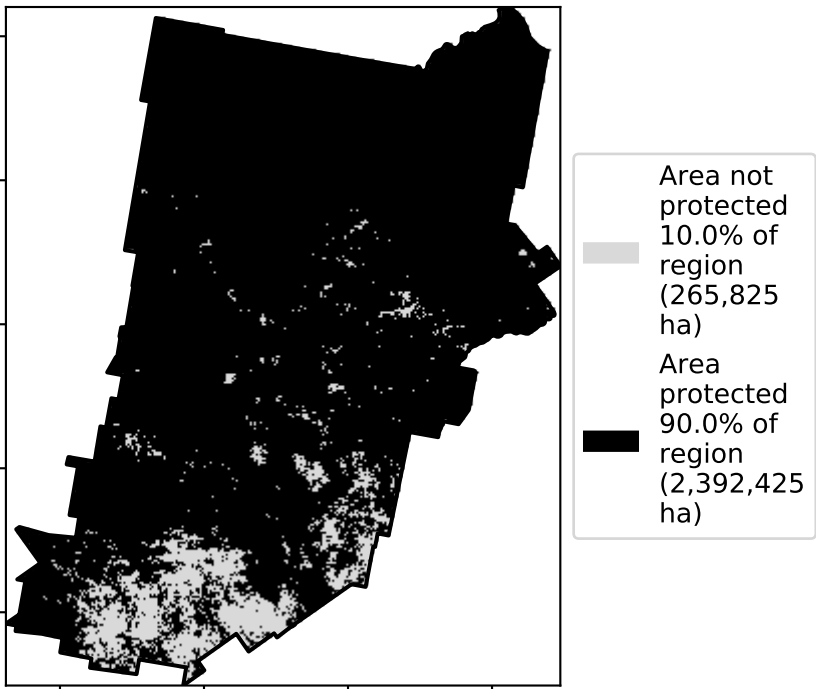 Area not
protected
10.0% of
region
(265,825
ha)
Area
protected
90.0% of
region
(2,392,425
ha)